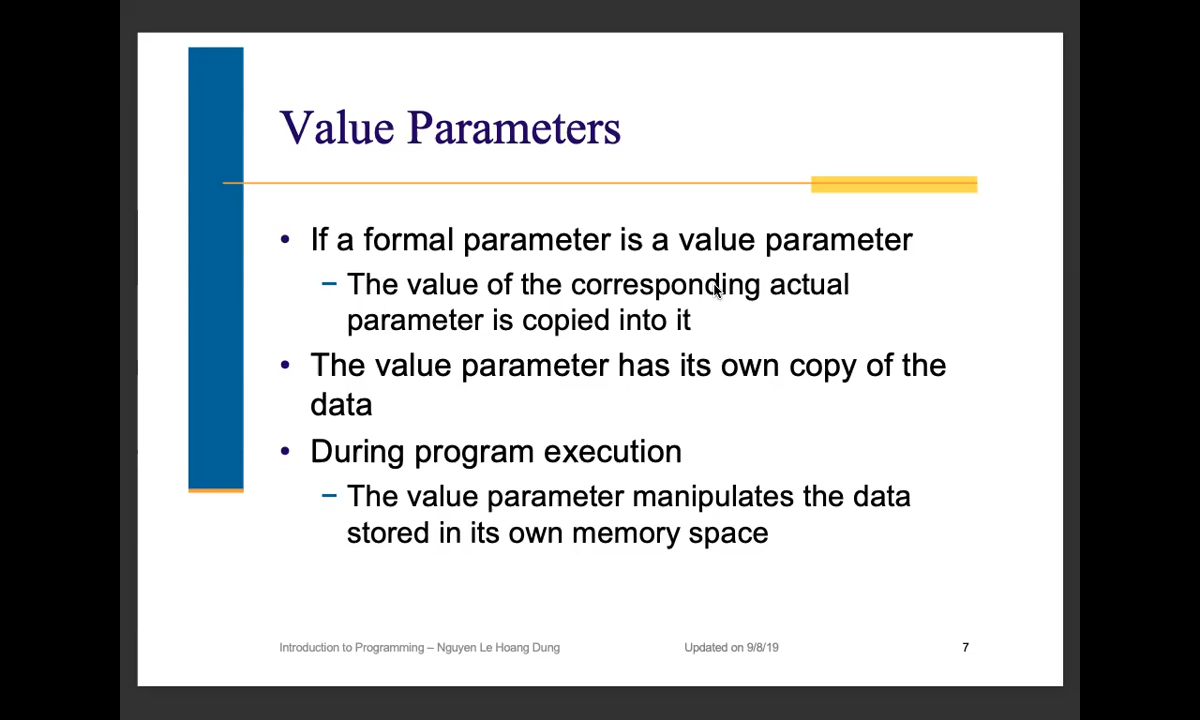 Value Parameters
• If a formal parameter is a value parameter
– The value of the corresponding actual
parameter is copied into it
• The value parameter has its own copy of the
data
• During program execution
– The value parameter manipulates the data
stored in its own memory space
Introduction to Programming – Nguyen Le Hoang Dung
Updated on 9/8/19
7